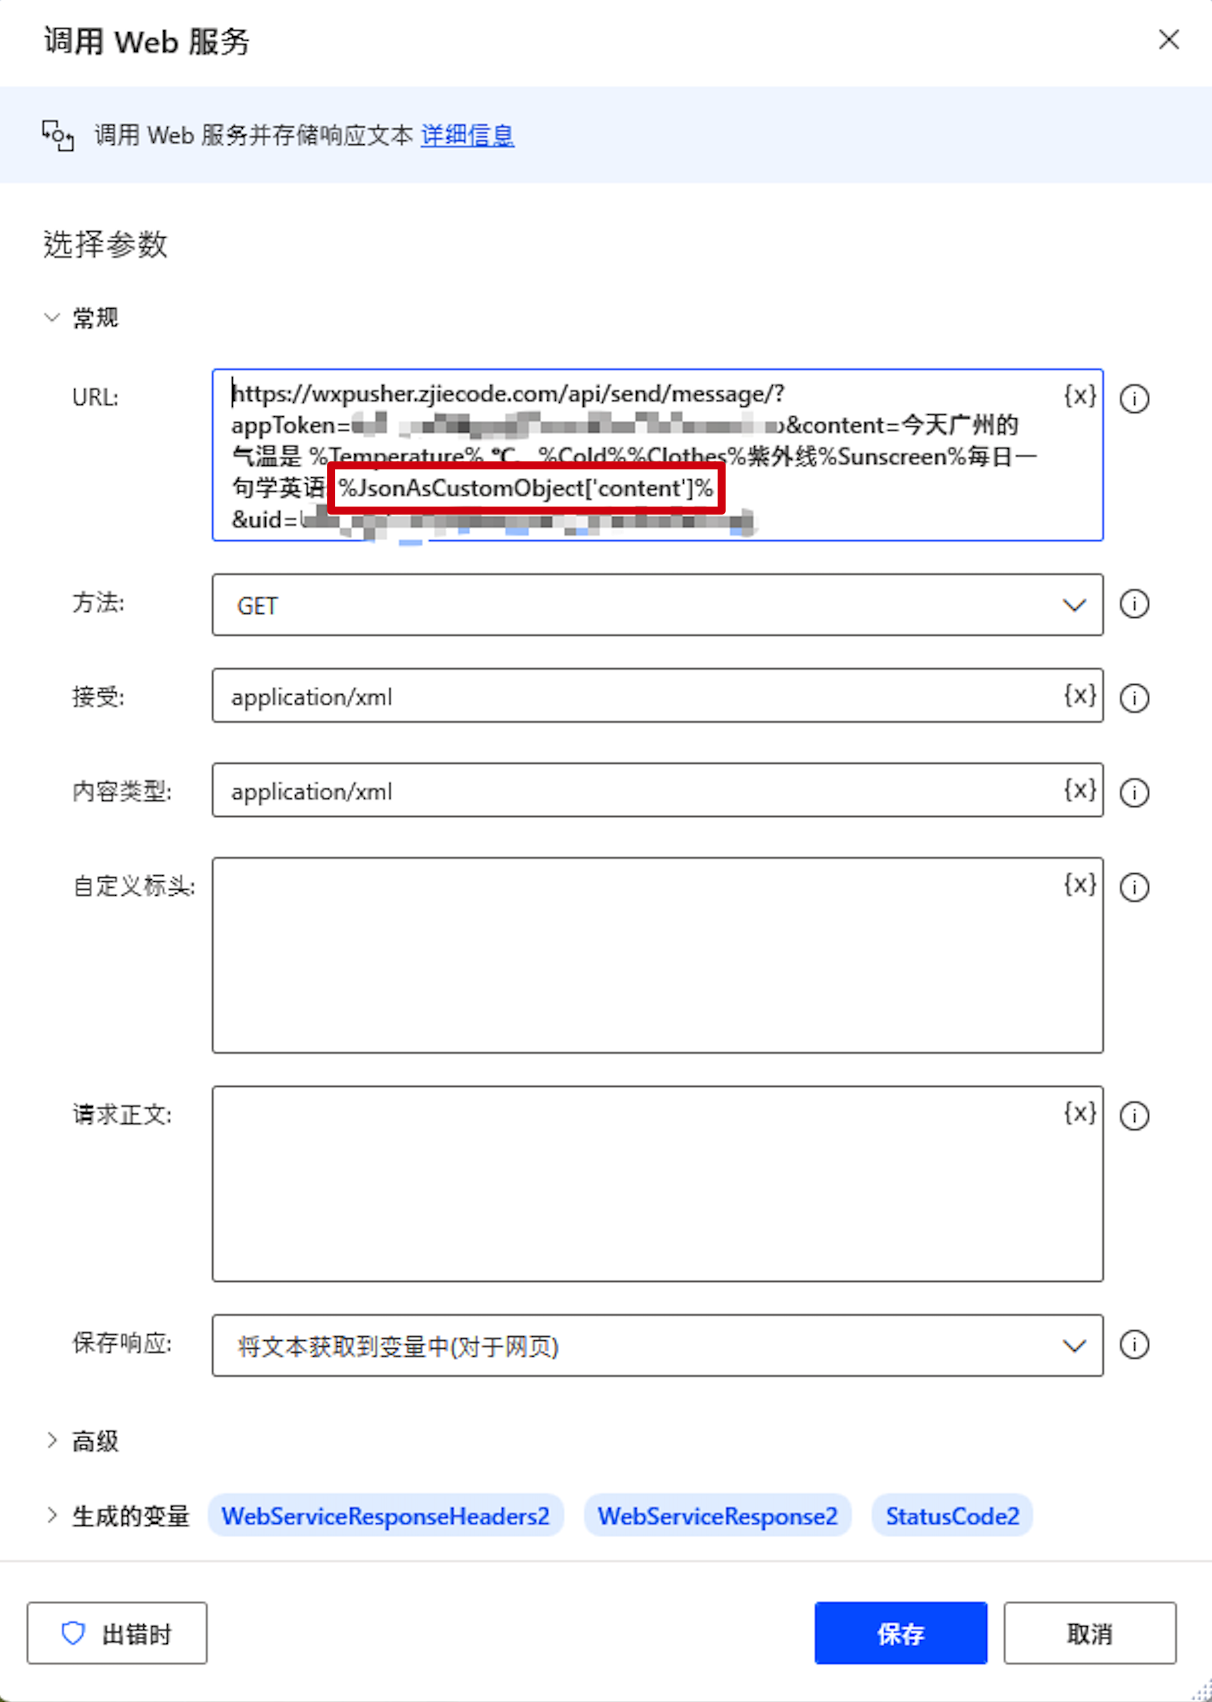 调用 Web 服务
调用 Web 服务并存储响应文本 详细信息
选择参数
常规
URL:
https://wxpusher.zjiecode.com/api/send/message/?
appToken= &content=今天广州的
气温是 %Temperature% ℃, %Cold%%Clothes%紫外线%Sunscreen%每日一
句学英语 %JsonAsCustomObject['content']%
&uid=
{x}
方法:
GET
接受:
application/xml
{x}
内容类型:
application/xml
{x}
自定义标头:
{x}
请求正文:
{x}
保存响应:
将文本获取到变量中(对于网页)
高级
生成的变量 WebServiceResponseHeaders2 WebServiceResponse2 StatusCode2
出错时
保存
取消